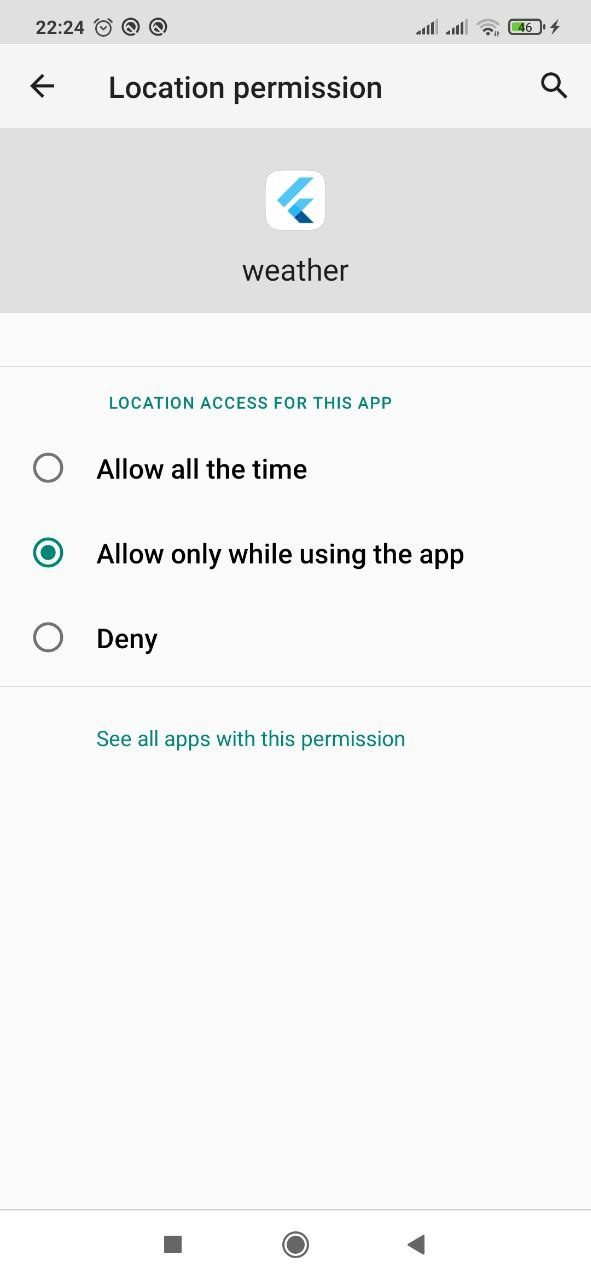 22:24 46
Location permission
weather
LOCATION ACCESS FOR THIS APP
Allow all the time
Allow only while using the app
Deny
See all apps with this permission